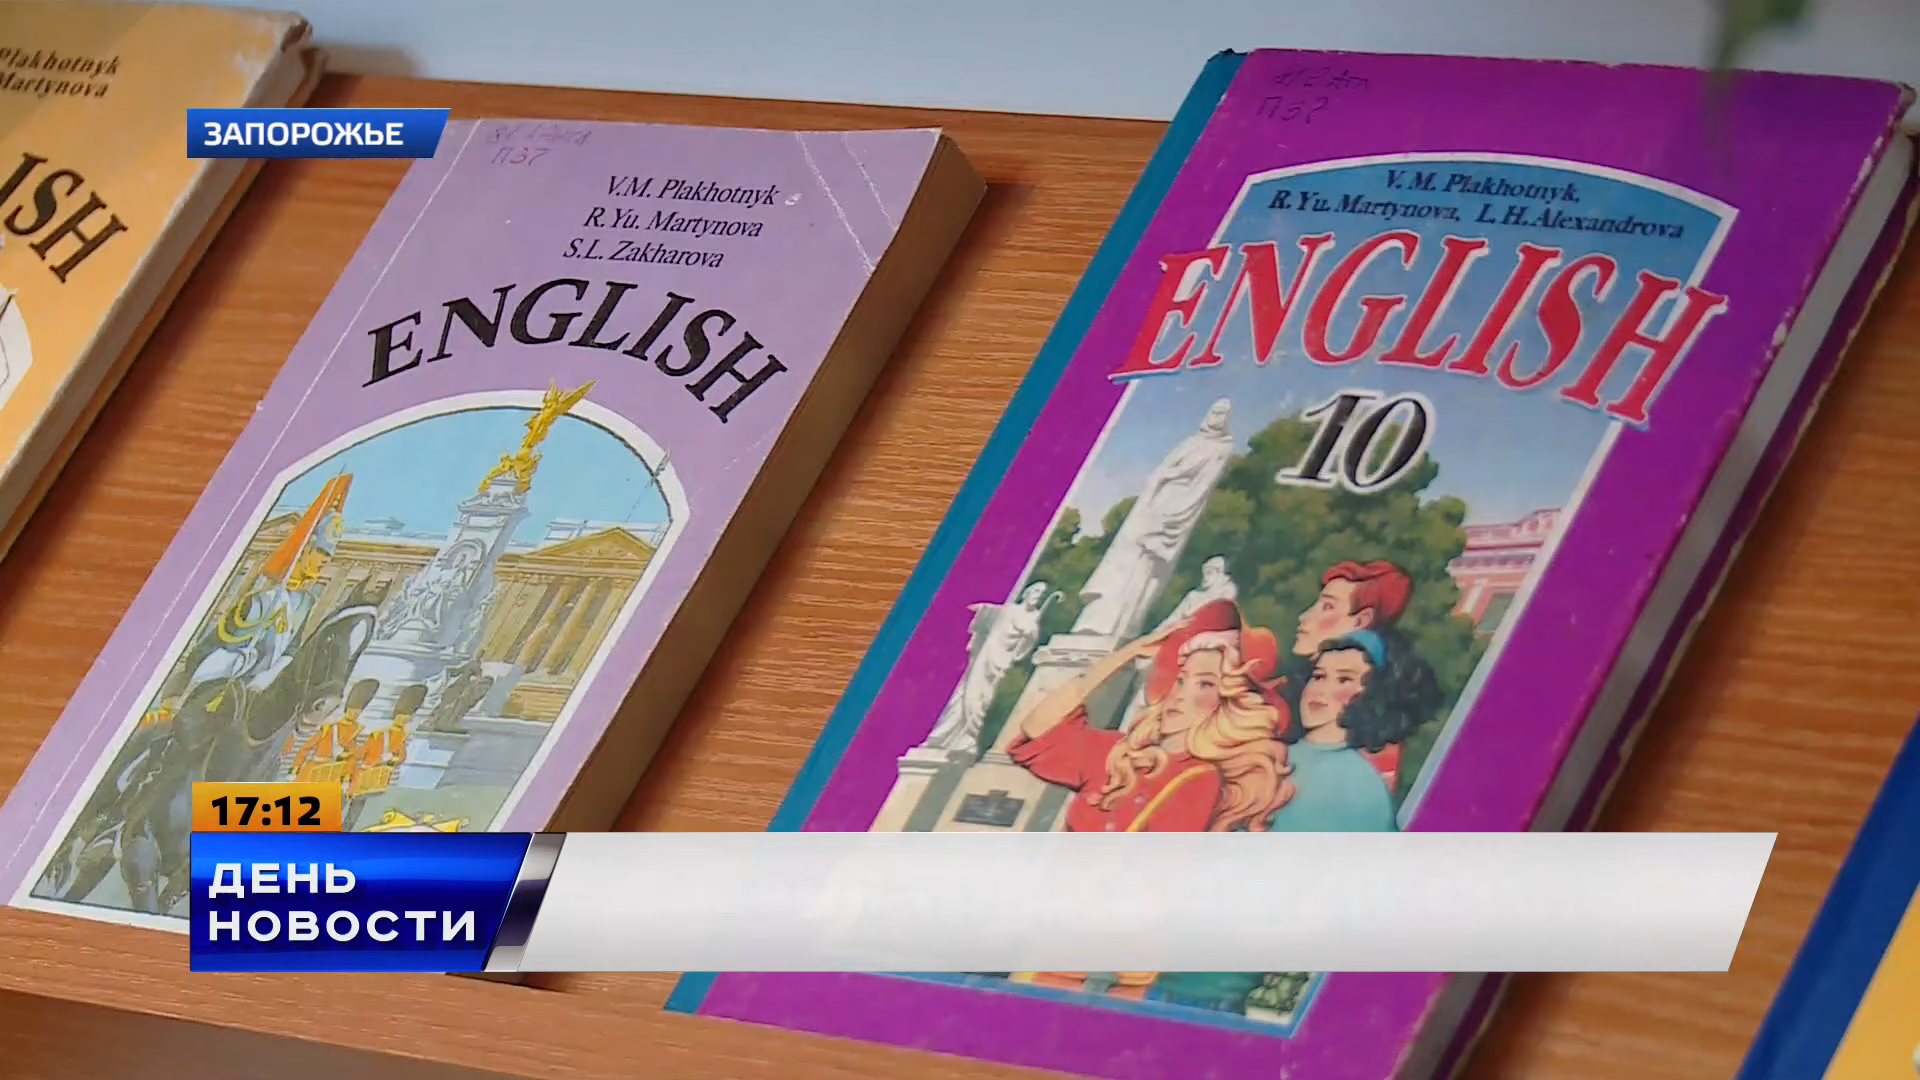 Plakhotnyk
Martynova
ISH
ЗАПОРОЖЬЕ
ПЭ7
V.M. Plakhotnyk
R.Yu. Martynova
S.L. Zakharova
ENGLISH
V. M. Plakhotnyk,
R. Yu. Martynova, L. H. Alexandrova
ENGLISH
10
17:12
ДЕНЬ
НОВОСТИ